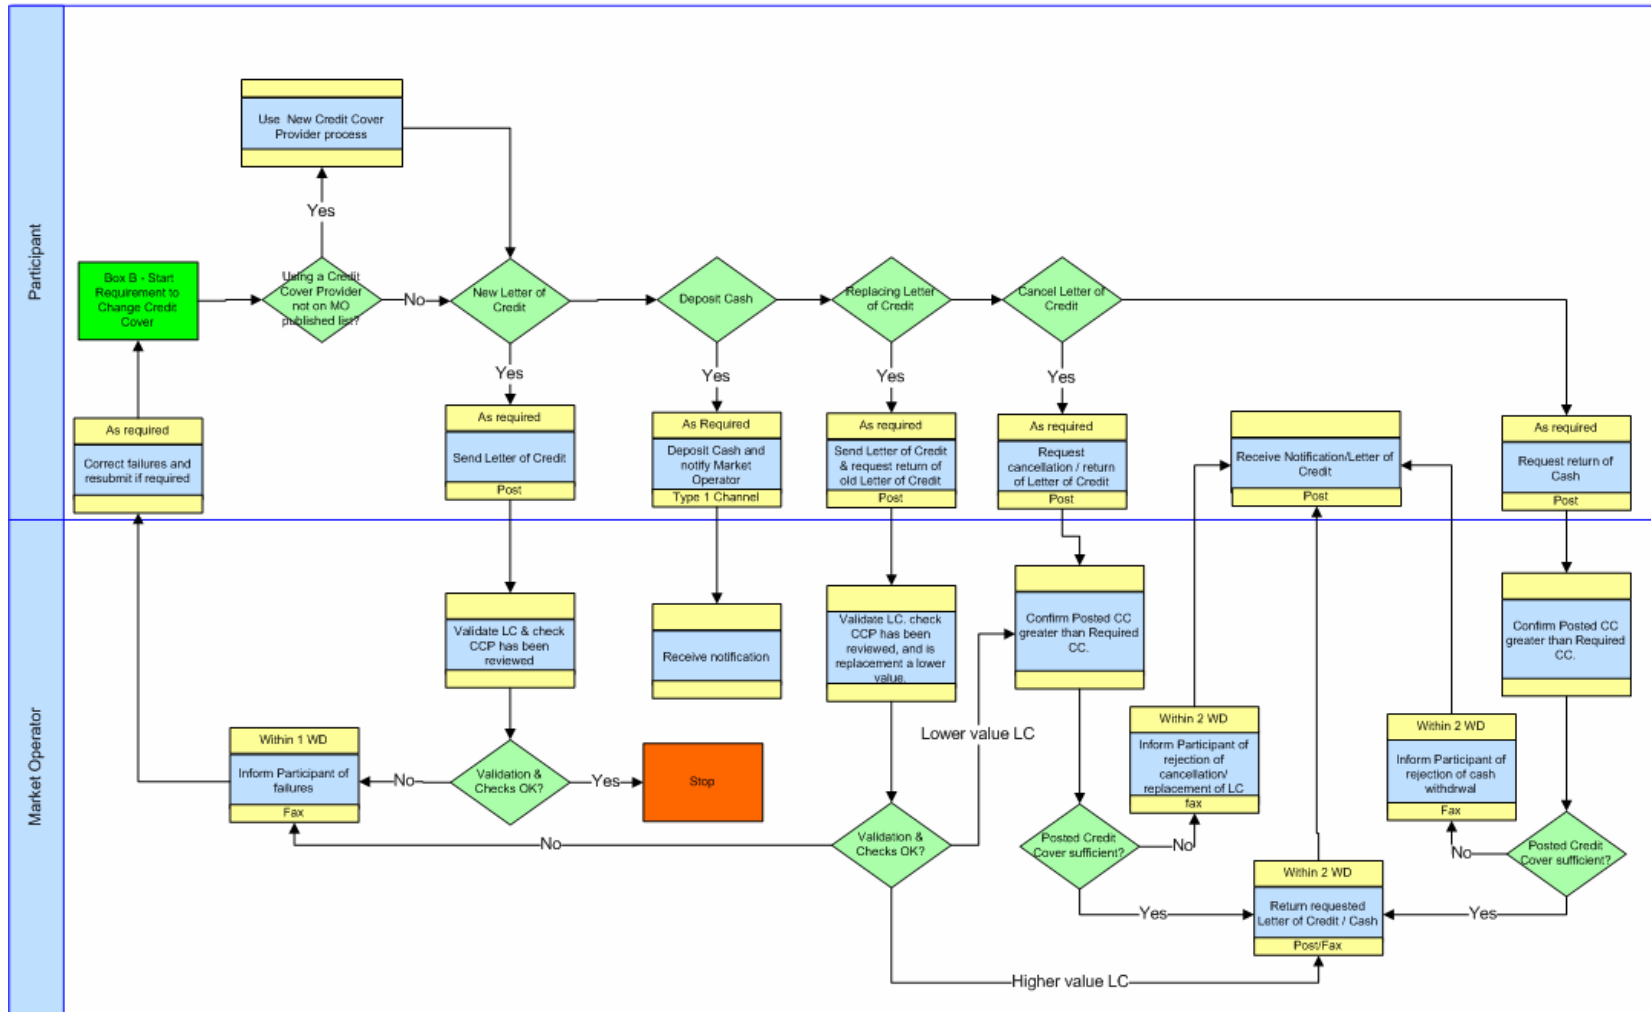 Participant
Use New Credit Cover
Provider process
Yes
Box B - Start
Requirement to
Change Credit
Cover
Using a Credit
Cover Provider
not on MO
published list?
No
New Letter of
Credit
Deposit Cash
Replacing Letter
of Credit
Cancel Letter of
Credit
Yes
Yes
Yes
Yes
As required
Correct failures and
resubmit if required
As required
Send Letter of Credit
Post
As Required
Deposit Cash and
notify Market
Operator
Type 1 Channel
As required
Send Letter of Credit
& request return of
old Letter of Credit
Post
As required
Request
cancellation / return
of Letter of Credit
Post
Receive Notification/Letter of
Credit
Post
As required
Request return of
Cash
Post
Market Operator
Validate LC & check
CCP has been
reviewed
Receive notification
Validate LC, check
CCP has been
reviewed, and is
replacement a lower
value.
Confirm Posted CC
greater than Required
CC.
Confirm Posted CC
greater than Required
CC.
Within 1 WD
Inform Participant of
failures
Fax
No
Validation &
Checks OK?
Yes
Stop
Lower value LC
Within 2 WD
Inform Participant of
rejection of
cancellation/
replacement of LC
fax
Within 2 WD
Inform Participant of
rejection of cash
withdrwal
Fax
No
Validation &
Checks OK?
Posted Credit
Cover sufficient?
No
No
Posted Credit
Cover sufficient?
Within 2 WD
Return requested
Letter of Credit / Cash
Post/Fax
Yes
Yes
Higher value LC